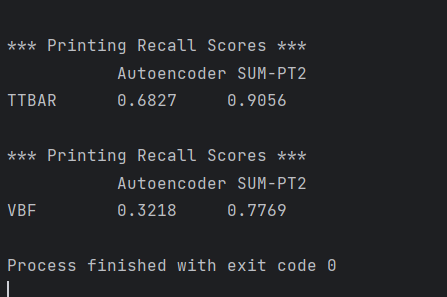 *** Printing Recall Scores ***
Autoencoder SUM-PT2
TTBAR 0.6827 0.9056
*** Printing Recall Scores ***
Autoencoder SUM-PT2
VBF 0.3218 0.7769
Process finished with exit code 0